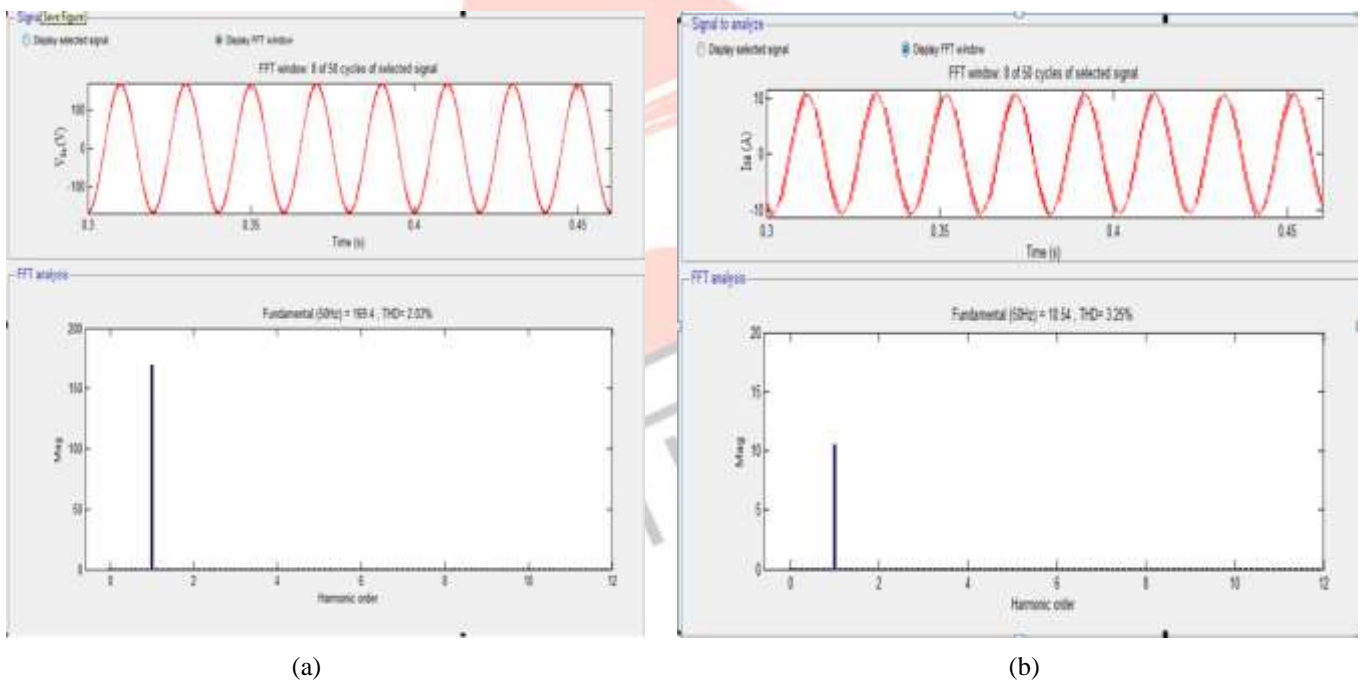 Signal Save Figure
Display selected signal
Display FFT window
FFT window: 8 of 50 cycles of selected signal
100
0
-100
0.3
0.35
0.4
0.45
Time (s)
FFT analysis
Fundamental (50Hz) = 169.4 , THD= 2.03%
200
150
100
50
0
Mag
0
2
4
6
8
10
12
Harmonic order
(a)
Signal to analyze
Display selected signal
Display FFT window
FFT window: 8 of 50 cycles of selected signal
10
0
-10
Isa (A)
0.3
0.35
0.4
0.45
Time (s)
FFT analysis
Fundamental (50Hz) = 10.54 , THD= 3.25%
20
15
10
5
0
Mag
0
2
4
6
8
10
12
Harmonic order
(b)